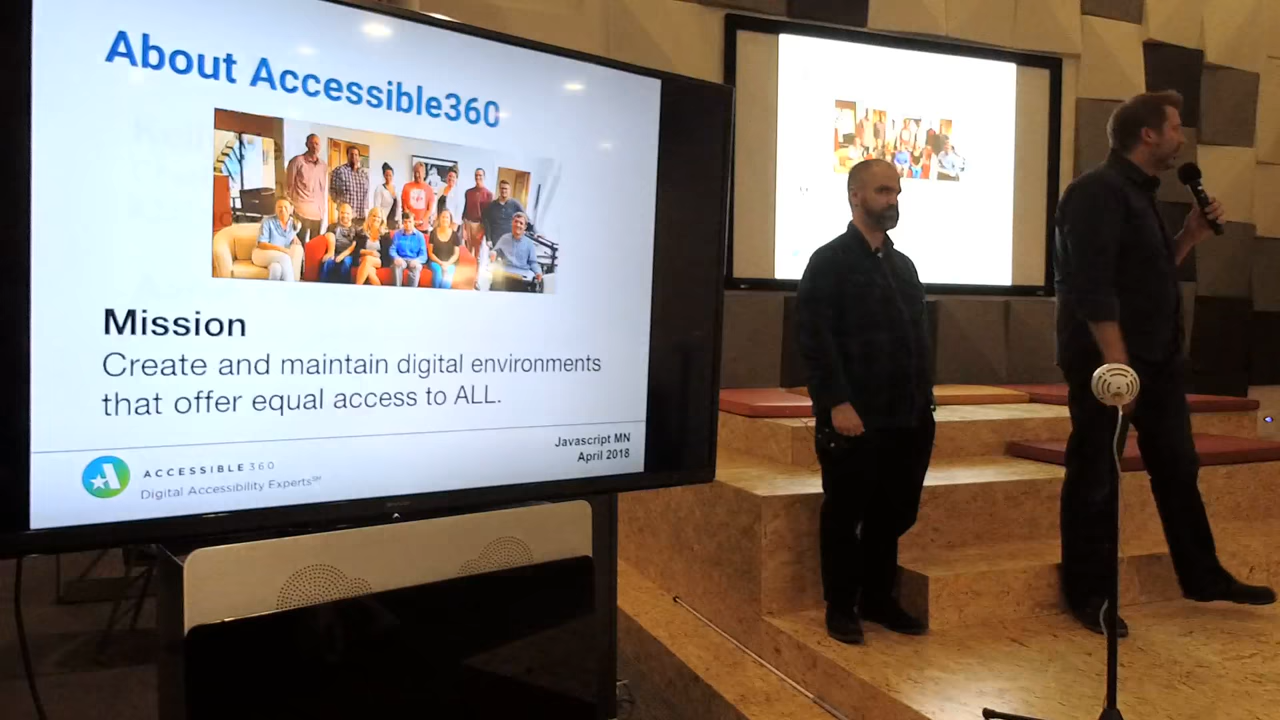 About Accessible360
Mission
Create and maintain digital environments
that offer equal access to ALL.
Javascript MN
April 2018
ACCESSIBLE360
Digital Accessibility Experts℠